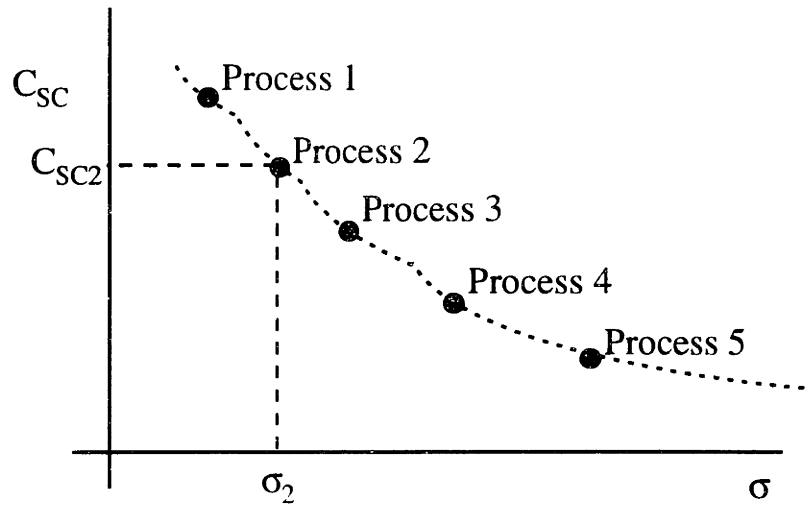 C_SC
Process 1
C_SC2
Process 2
Process 3
Process 4
Process 5
σ_2
σ